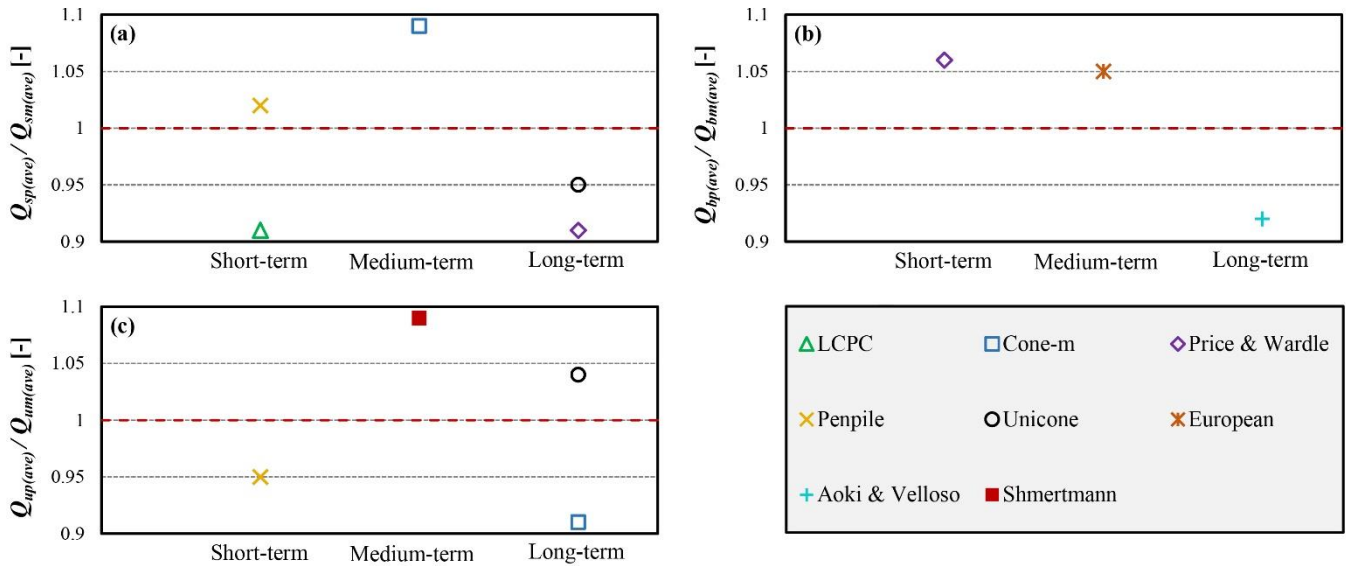 (a)
Qsp(ave) / Qsm(ave) [-]
1.1
1.05
1
0.95
0.9
Short-term Medium-term Long-term
(b)
Qbp(ave) / Qbm(ave) [-]
1.1
1.05
1
0.95
0.9
Short-term Medium-term Long-term
(c)
Qup(ave) / Qum(ave) [-]
1.1
1.05
1
0.95
0.9
Short-term Medium-term Long-term
LCPC Cone-m Price & Wardle
Penpile Unicone European
Aoki & Velloso Shmertmann